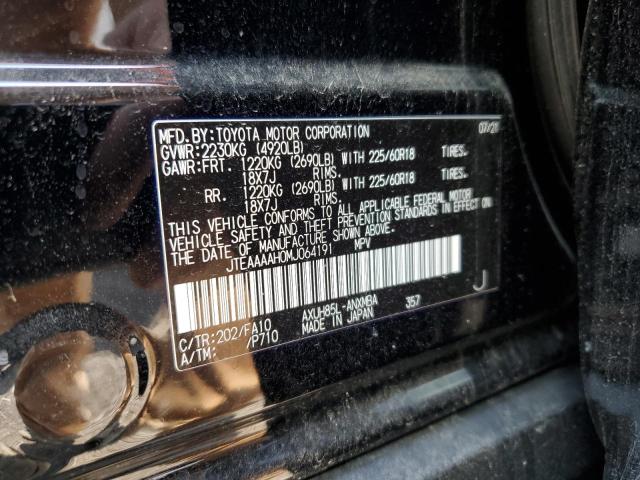 MFD. BY: TOYOTA MOTOR CORPORATION 07/21
GVWR: 2230KG (4920LB)
GAWR: FRT. 1220KG (2690LB) WITH 225/60R18 TIRES.
18X7J RIMS.
RR. 1220KG (2690LB) WITH 225/60R18 TIRES.
18X7J RIMS.
THIS VEHICLE CONFORMS TO ALL APPLICABLE FEDERAL MOTOR
VEHICLE SAFETY AND THEFT PREVENTION STANDARDS IN EFFECT ON
THE DATE OF MANUFACTURE SHOWN ABOVE.
JTEAAAAH0MJ064191 MPV
C/TR: 202/FA10 AXUH85L-ANXMBA 357
A/TM: /P710 MADE IN JAPAN
J